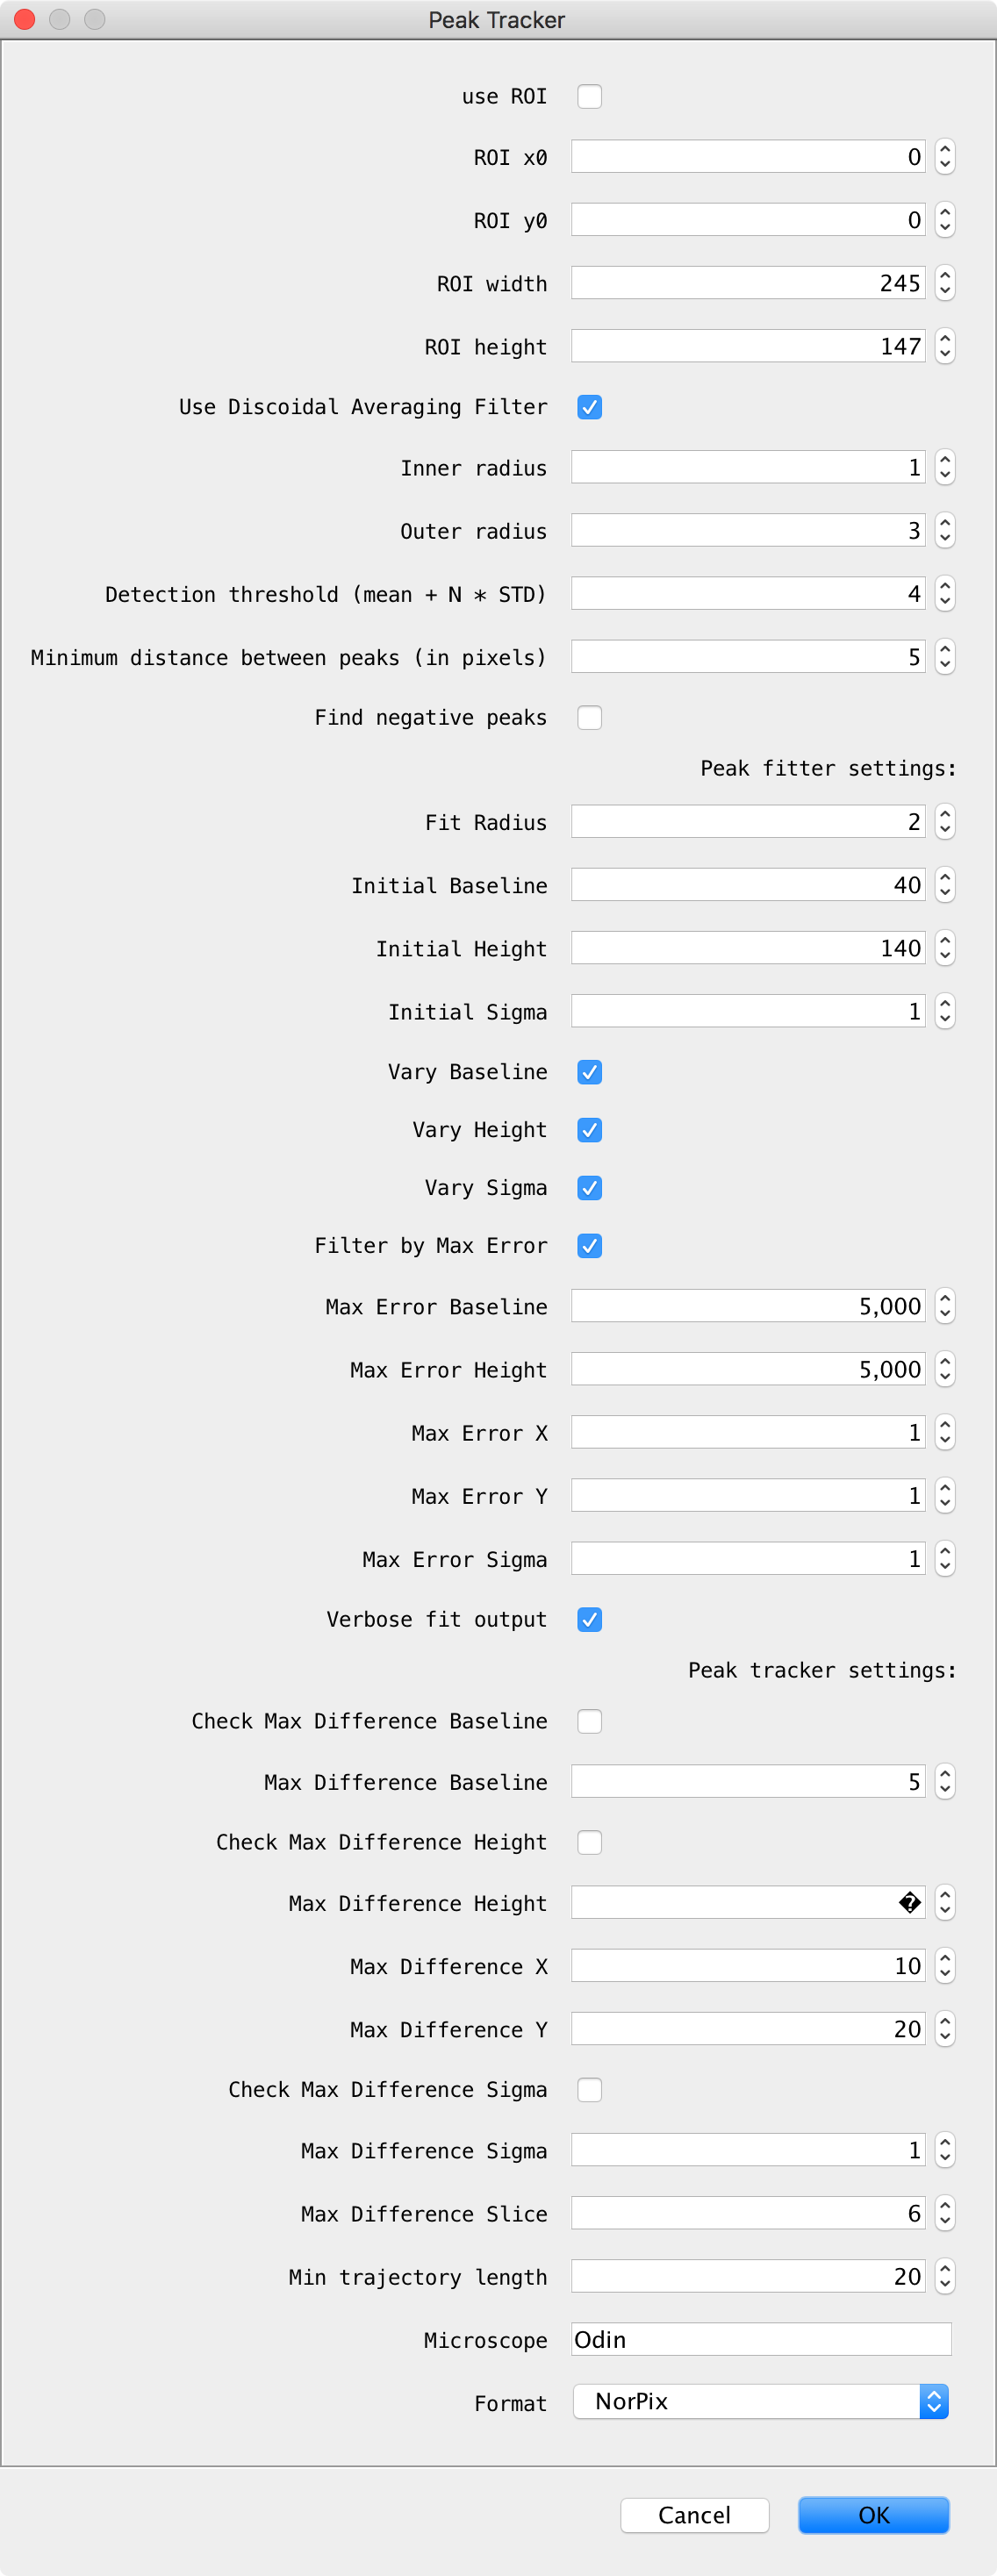 Peak Tracker
use ROI
ROI x0 0
ROI y0 0
ROI width 245
ROI height 147
Use Discoidal Averaging Filter
Inner radius 1
Outer radius 3
Detection threshold (mean + N * STD) 4
Minimum distance between peaks (in pixels) 5
Find negative peaks
Peak fitter settings:
Fit Radius 2
Initial Baseline 40
Initial Height 140
Initial Sigma 1
Vary Baseline
Vary Height
Vary Sigma
Filter by Max Error
Max Error Baseline 5,000
Max Error Height 5,000
Max Error X 1
Max Error Y 1
Max Error Sigma 1
Verbose fit output
Peak tracker settings:
Check Max Difference Baseline
Max Difference Baseline 5
Check Max Difference Height
Max Difference Height �
Max Difference X 10
Max Difference Y 20
Check Max Difference Sigma
Max Difference Sigma 1
Max Difference Slice 6
Min trajectory length 20
Microscope Odin
Format NorPix
Cancel OK